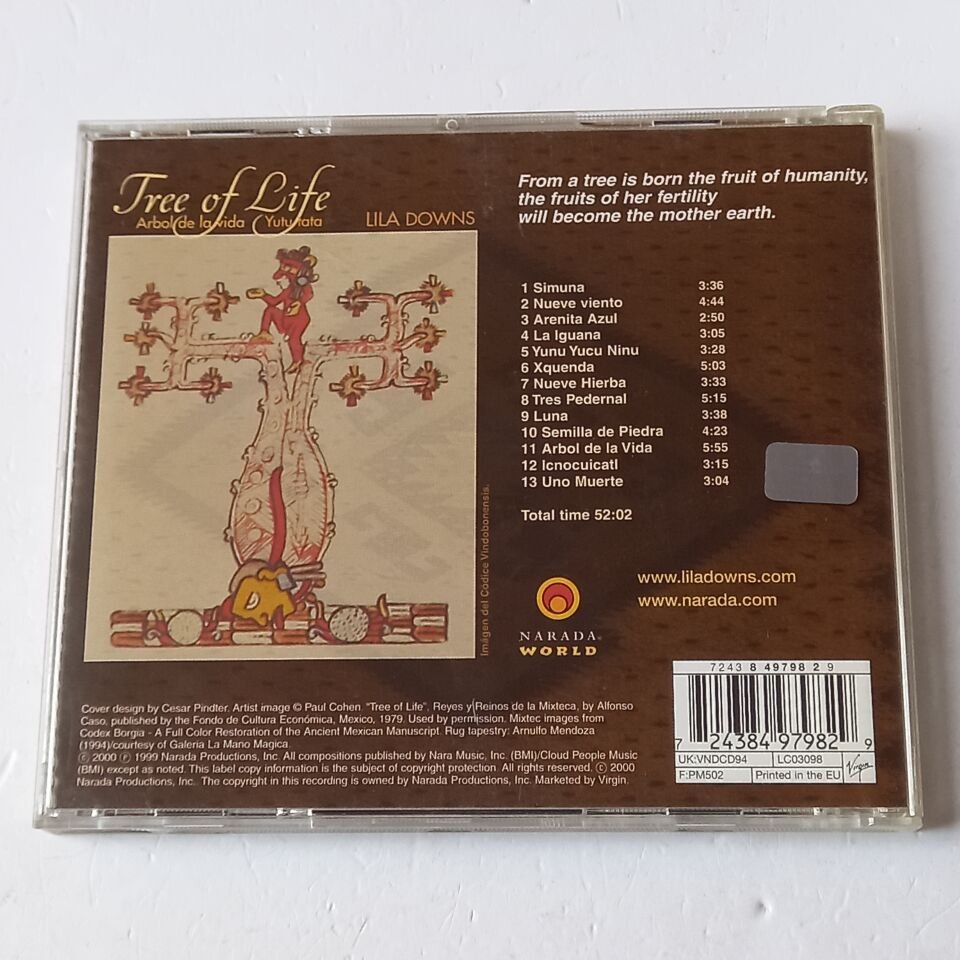 Tree of Life
Arbol de la vida Yutu tata
LILA DOWNS
Imágen del Códice Vindobonensis.
From a tree is born the fruit of humanity,
the fruits of her fertility
will become the mother earth.
1 Simuna 3:36
2 Nueve viento 4:44
3 Arenita Azul 2:50
4 La Iguana 3:05
5 Yunu Yucu Ninu 3:28
6 Xquenda 5:03
7 Nueve Hierba 3:33
8 Tres Pedernal 5:15
9 Luna 3:38
10 Semilla de Piedra 4:23
11 Arbol de la Vida 5:55
12 Icnocuicatl 3:15
13 Uno Muerte 3:04
Total time 52:02
NARADA®
WORLD
www.liladowns.com
www.narada.com
Cover design by Cesar Pindter. Artist image © Paul Cohen. "Tree of Life", Reyes y Reinos de la Mixteca, by Alfonso
Caso, published by the Fondo de Cultura Económica, Mexico, 1979. Used by permission. Mixtec images from
Codex Borgia - A Full Color Restoration of the Ancient Mexican Manuscript. Rug tapestry: Arnulfo Mendoza
(1994)/courtesy of Galeria La Mano Magica.
© 2000 ℗ 1999 Narada Productions, Inc. All compositions published by Nara Music, Inc. (BMI)/Cloud People Music
(BMI) except as noted. This label copy information is the subject of copyright protection. All rights reserved. © 2000
Narada Productions, Inc. The copyright in this recording is owned by Narada Productions, Inc. Marketed by Virgin.
7243 8 49798 2 9
7 24384 97982 9
UK:VNDCD94 LC03098
F:PM502 Printed in the EU
Virgin